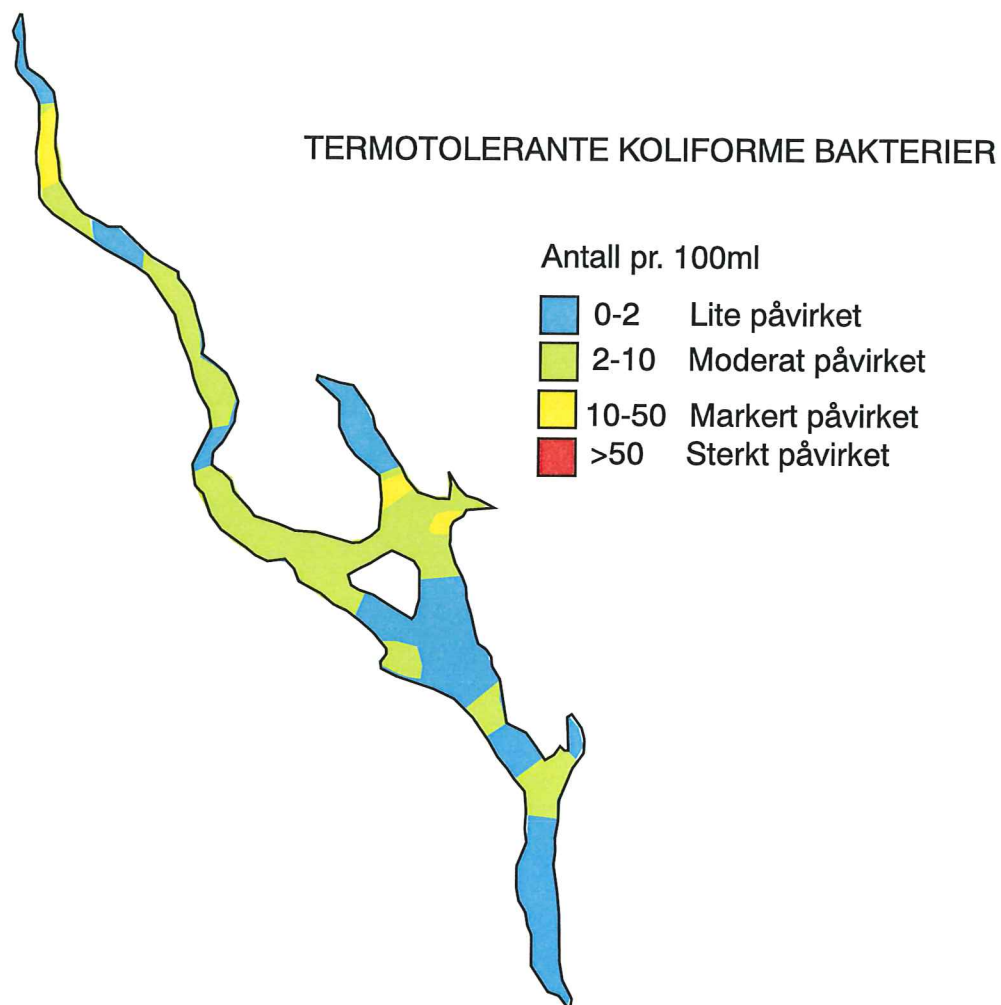 TERMOTOLERANTE KOLIFORME BAKTERIER
Antall pr. 100ml
0-2 Lite påvirket
2-10 Moderat påvirket
10-50 Markert påvirket
>50 Sterkt påvirket